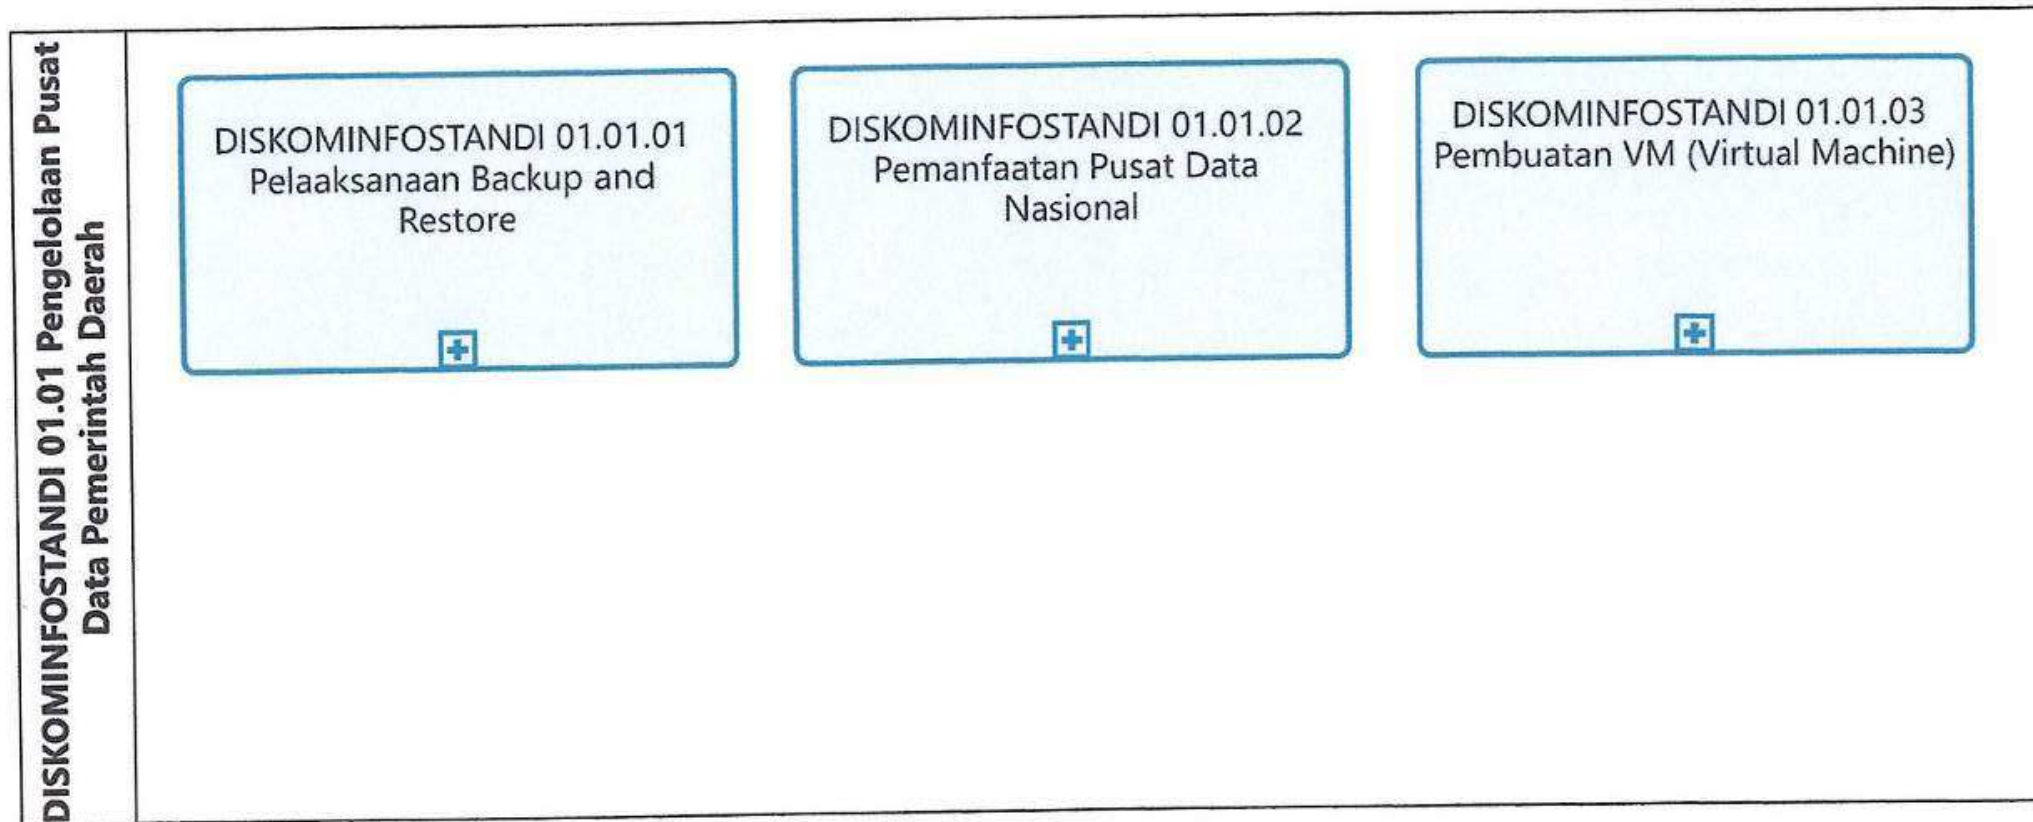 DISKOMINFOSTANDI 01.01 Pengelolaan Pusat
Data Pemerintah Daerah
DISKOMINFOSTANDI 01.01.01
Pelaaksanaan Backup and
Restore
DISKOMINFOSTANDI 01.01.02
Pemanfaatan Pusat Data
Nasional
DISKOMINFOSTANDI 01.01.03
Pembuatan VM (Virtual Machine)